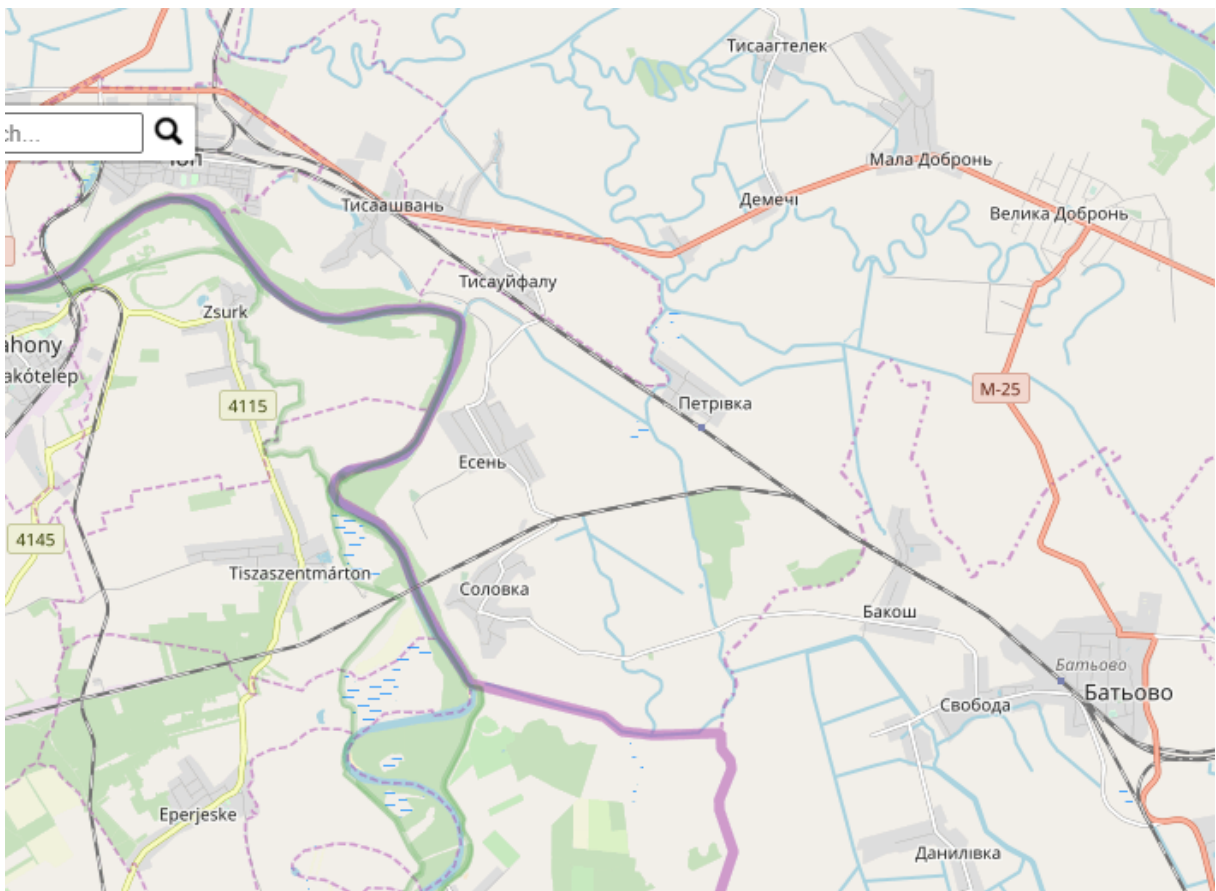 Тисаагтелек
ch...
Мала Добронь
Тисаашвань
Демечі
Велика Добронь
Тисауйфалу
Zsurk
ahony
akótelep
4115
М-25
Петрівка
Есень
4145
Tiszaszentmárton
Соловка
Бакош
Батьово
Батьово
Свобода
Eperjeske
Данилівка